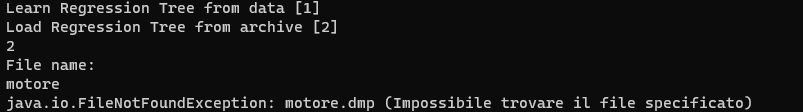 Learn Regression Tree from data [1]
Load Regression Tree from archive [2]
2
File name:
motore
java.io.FileNotFoundException: motore.dmp (Impossibile trovare il file specificato)